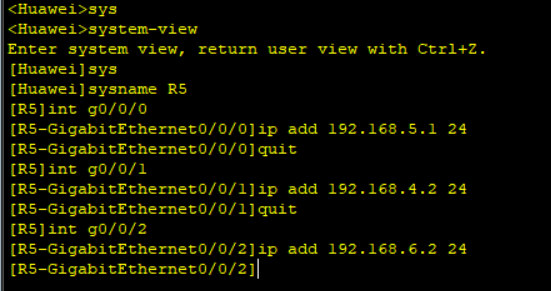 <Huawei>sys
<Huawei>system-view
Enter system view, return user view with Ctrl+Z.
[Huawei]sys
[Huawei]sysname R5
[R5]int g0/0/0
[R5-GigabitEthernet0/0/0]ip add 192.168.5.1 24
[R5-GigabitEthernet0/0/0]quit
[R5]int g0/0/1
[R5-GigabitEthernet0/0/1]ip add 192.168.4.2 24
[R5-GigabitEthernet0/0/1]quit
[R5]int g0/0/2
[R5-GigabitEthernet0/0/2]ip add 192.168.6.2 24
[R5-GigabitEthernet0/0/2]